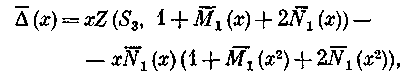 Δ̅ (x) = xZ (S₃, 1 + M̅₁ (x) + 2N̅₁ (x)) —
— xN̅₁ (x) (1 + M̅₁ (x²) + 2N̅₁ (x²)),